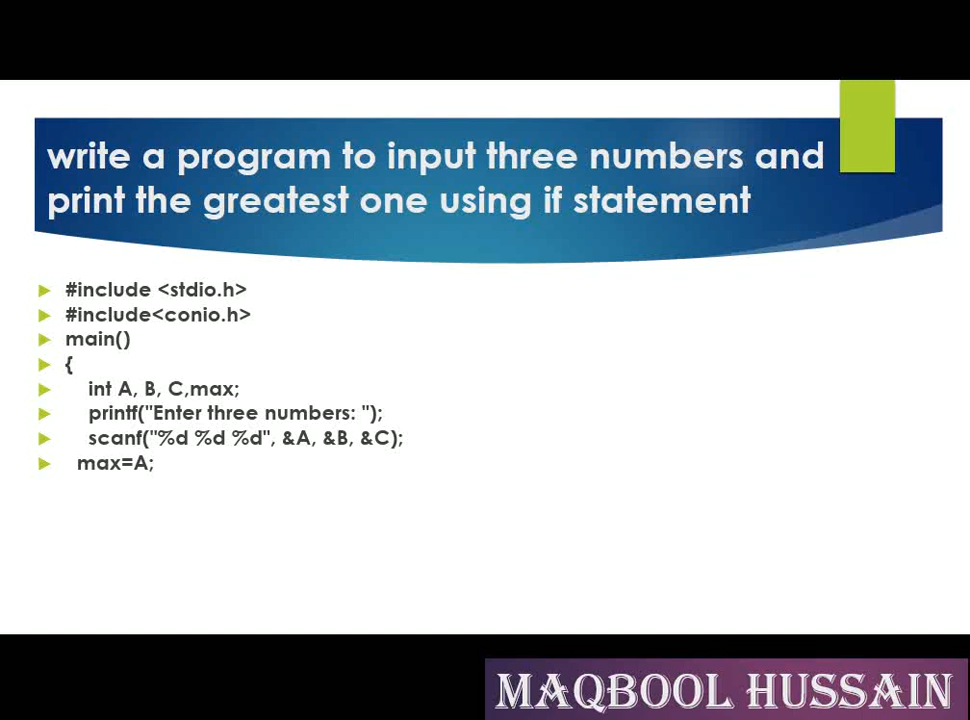 write a program to input three numbers and
print the greatest one using if statement
#include <stdio.h>
#include<conio.h>
main()
{
int A, B, C,max;
printf("Enter three numbers: ");
scanf("%d %d %d", &A, &B, &C);
max=A;
MAQBOOL HUSSAIN